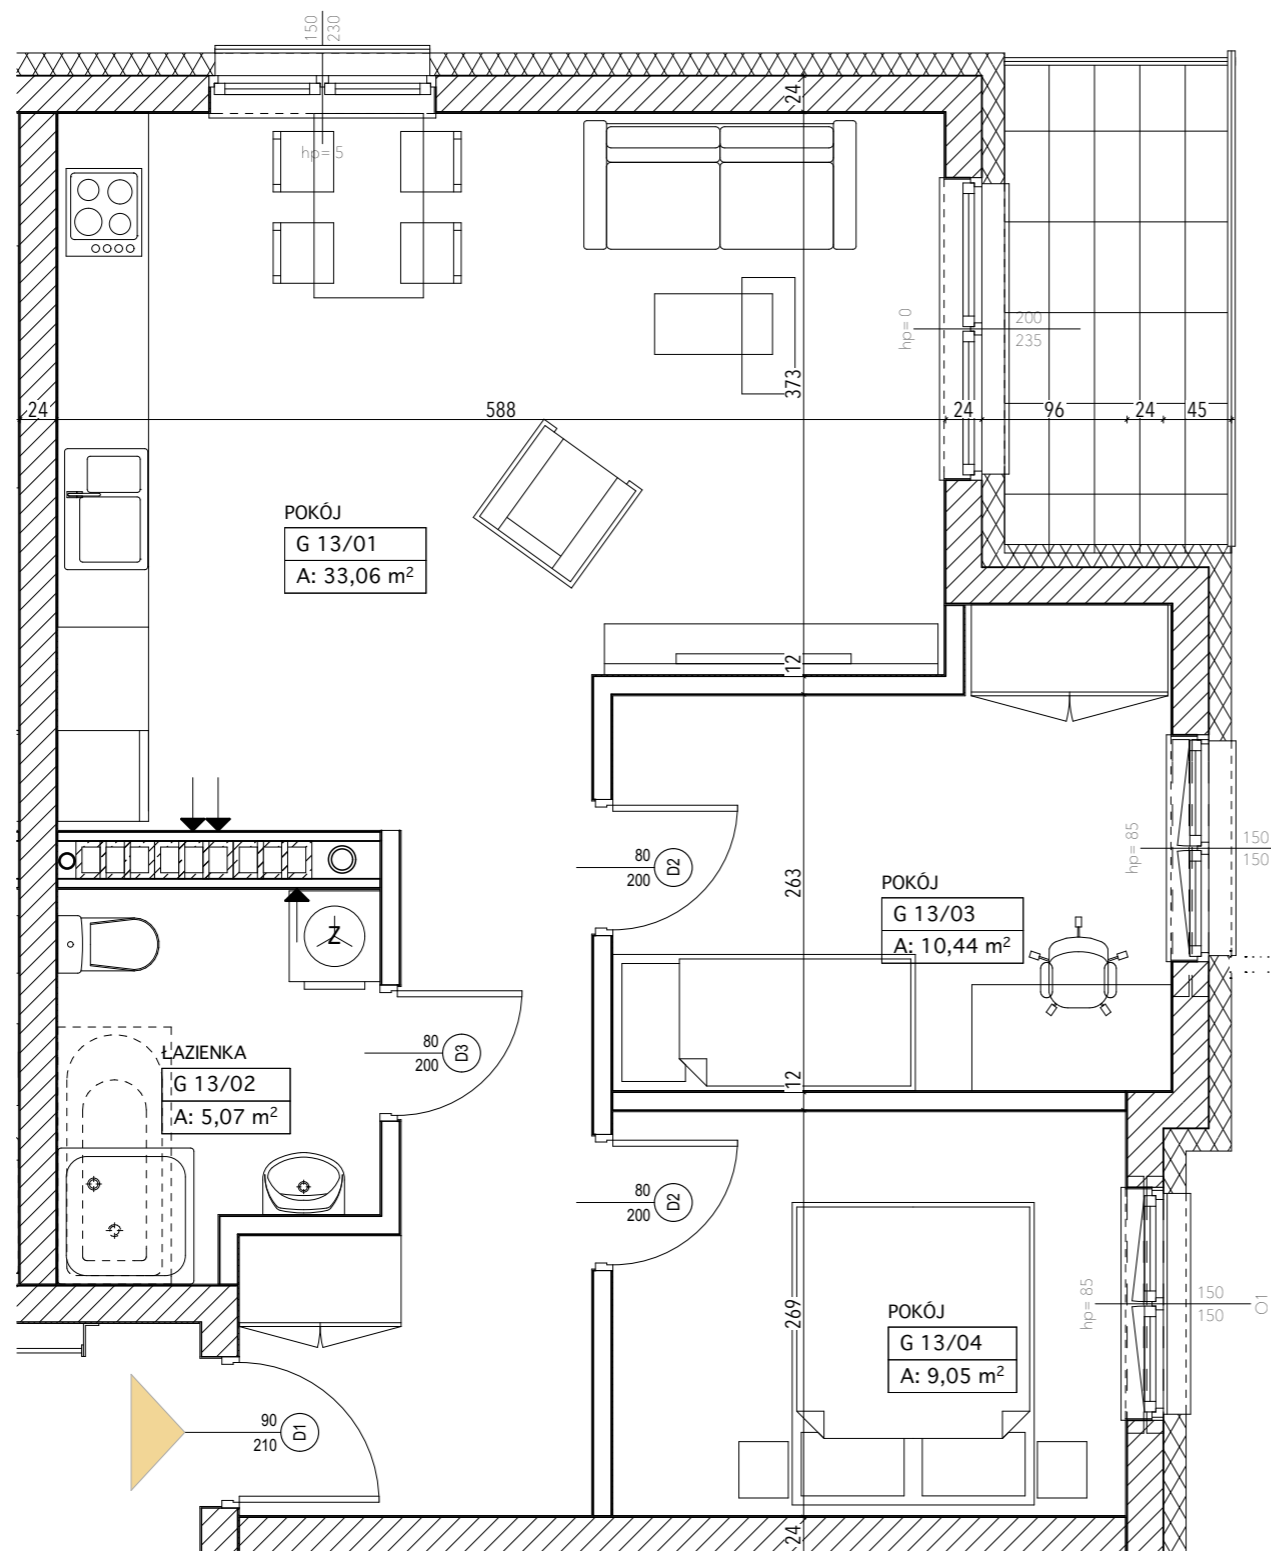 150
230
24
hp= 5
hp= 0
200
235
373
24
588
24
96
24
45
POKÓJ
G 13/01
A: 33,06 m²
12
80
200
D2
263
POKÓJ
G 13/03
A: 10,44 m²
hp= 85
150
150
Z
80
200
D3
ŁAZIENKA
G 13/02
A: 5,07 m²
12
80
200
D2
269
POKÓJ
G 13/04
A: 9,05 m²
hp= 85
150
150
O1
90
210
D1
24